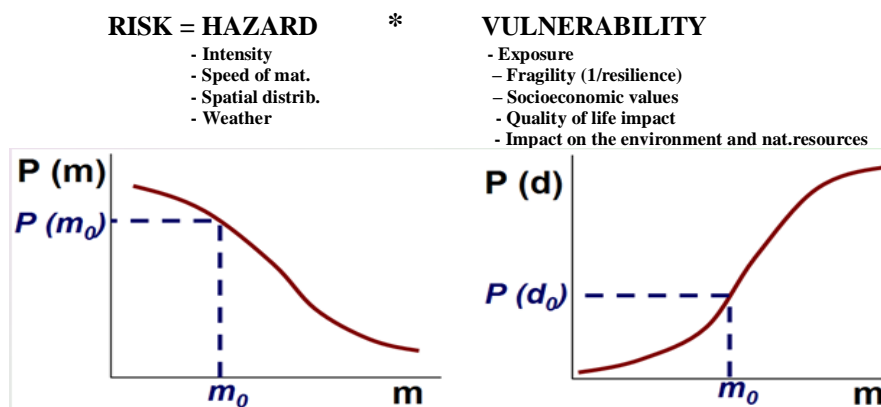 RISK = HAZARD * VULNERABILITY
- Intensity
- Speed of mat.
- Spatial distrib.
- Weather
- Exposure
– Fragility (1/resilience)
– Socioeconomic values
- Quality of life impact
- Impact on the environment and nat.resources
P (m)
P (m₀)
m₀
m
P (d)
P (d₀)
m₀
m